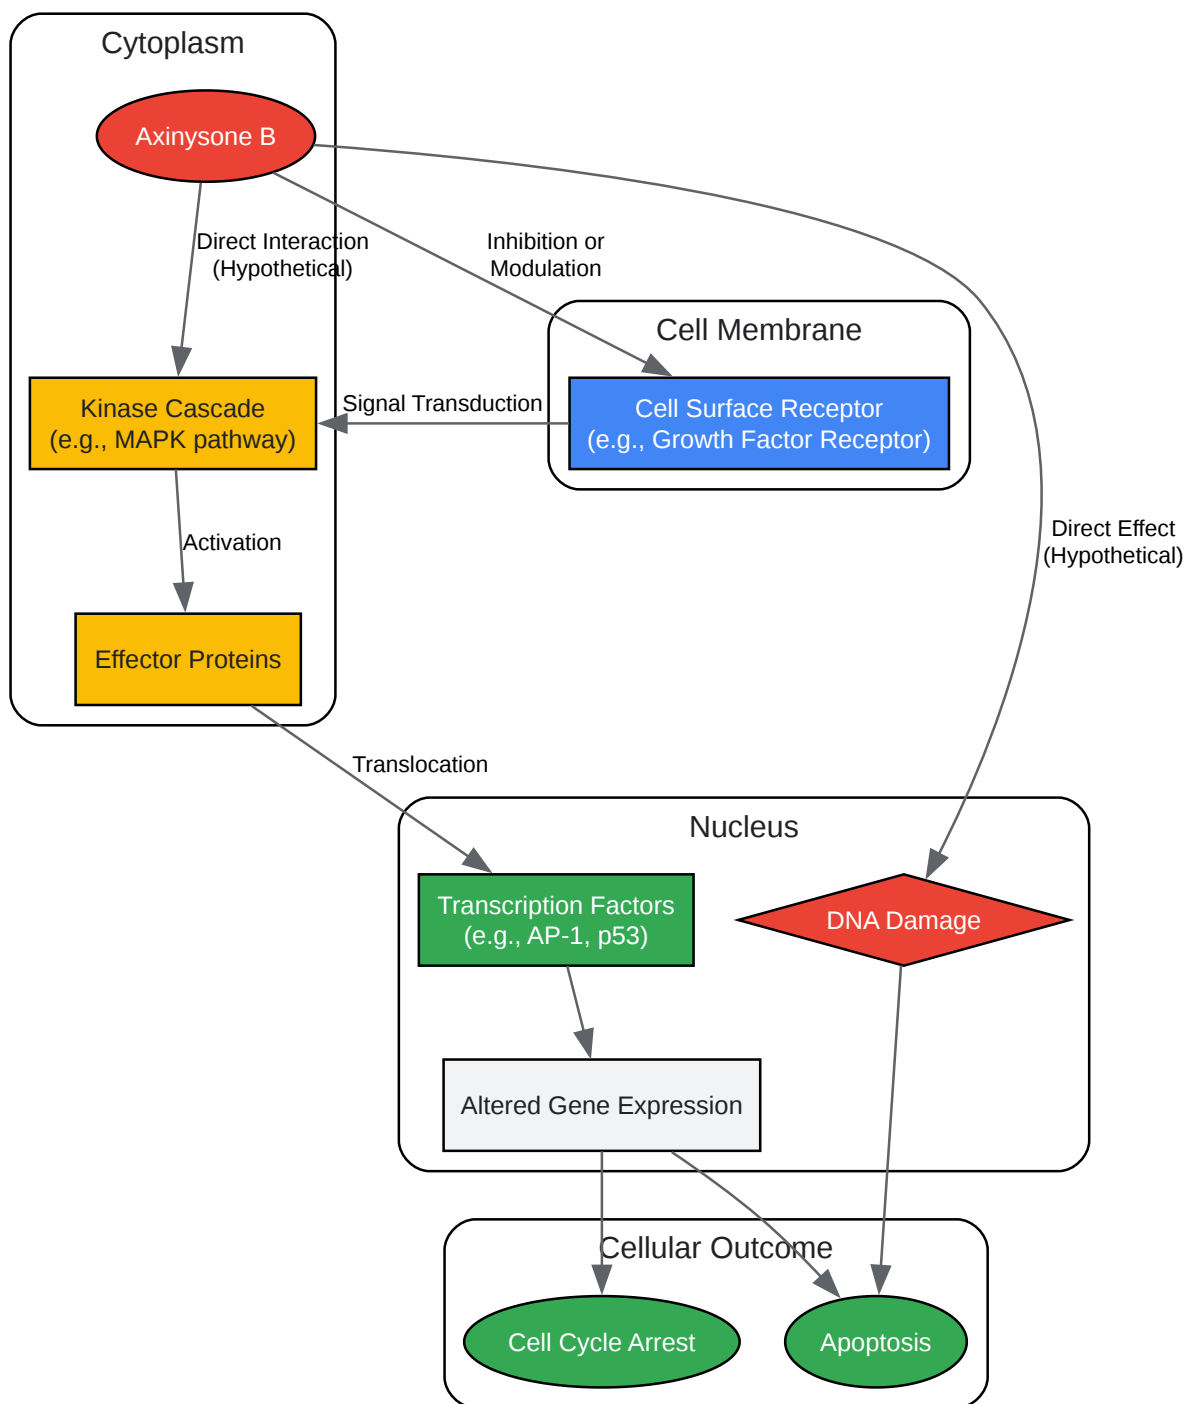 Cytoplasm
Axinysone B
Direct Interaction
(Hypothetical)
Inhibition or
Modulation
Cell Membrane
Kinase Cascade
(e.g., MAPK pathway)
Signal Transduction
Cell Surface Receptor
(e.g., Growth Factor Receptor)
Activation
Direct Effect
(Hypothetical)
Effector Proteins
Translocation
Nucleus
Transcription Factors
(e.g., AP-1, p53)
DNA Damage
Altered Gene Expression
Cellular Outcome
Cell Cycle Arrest
Apoptosis